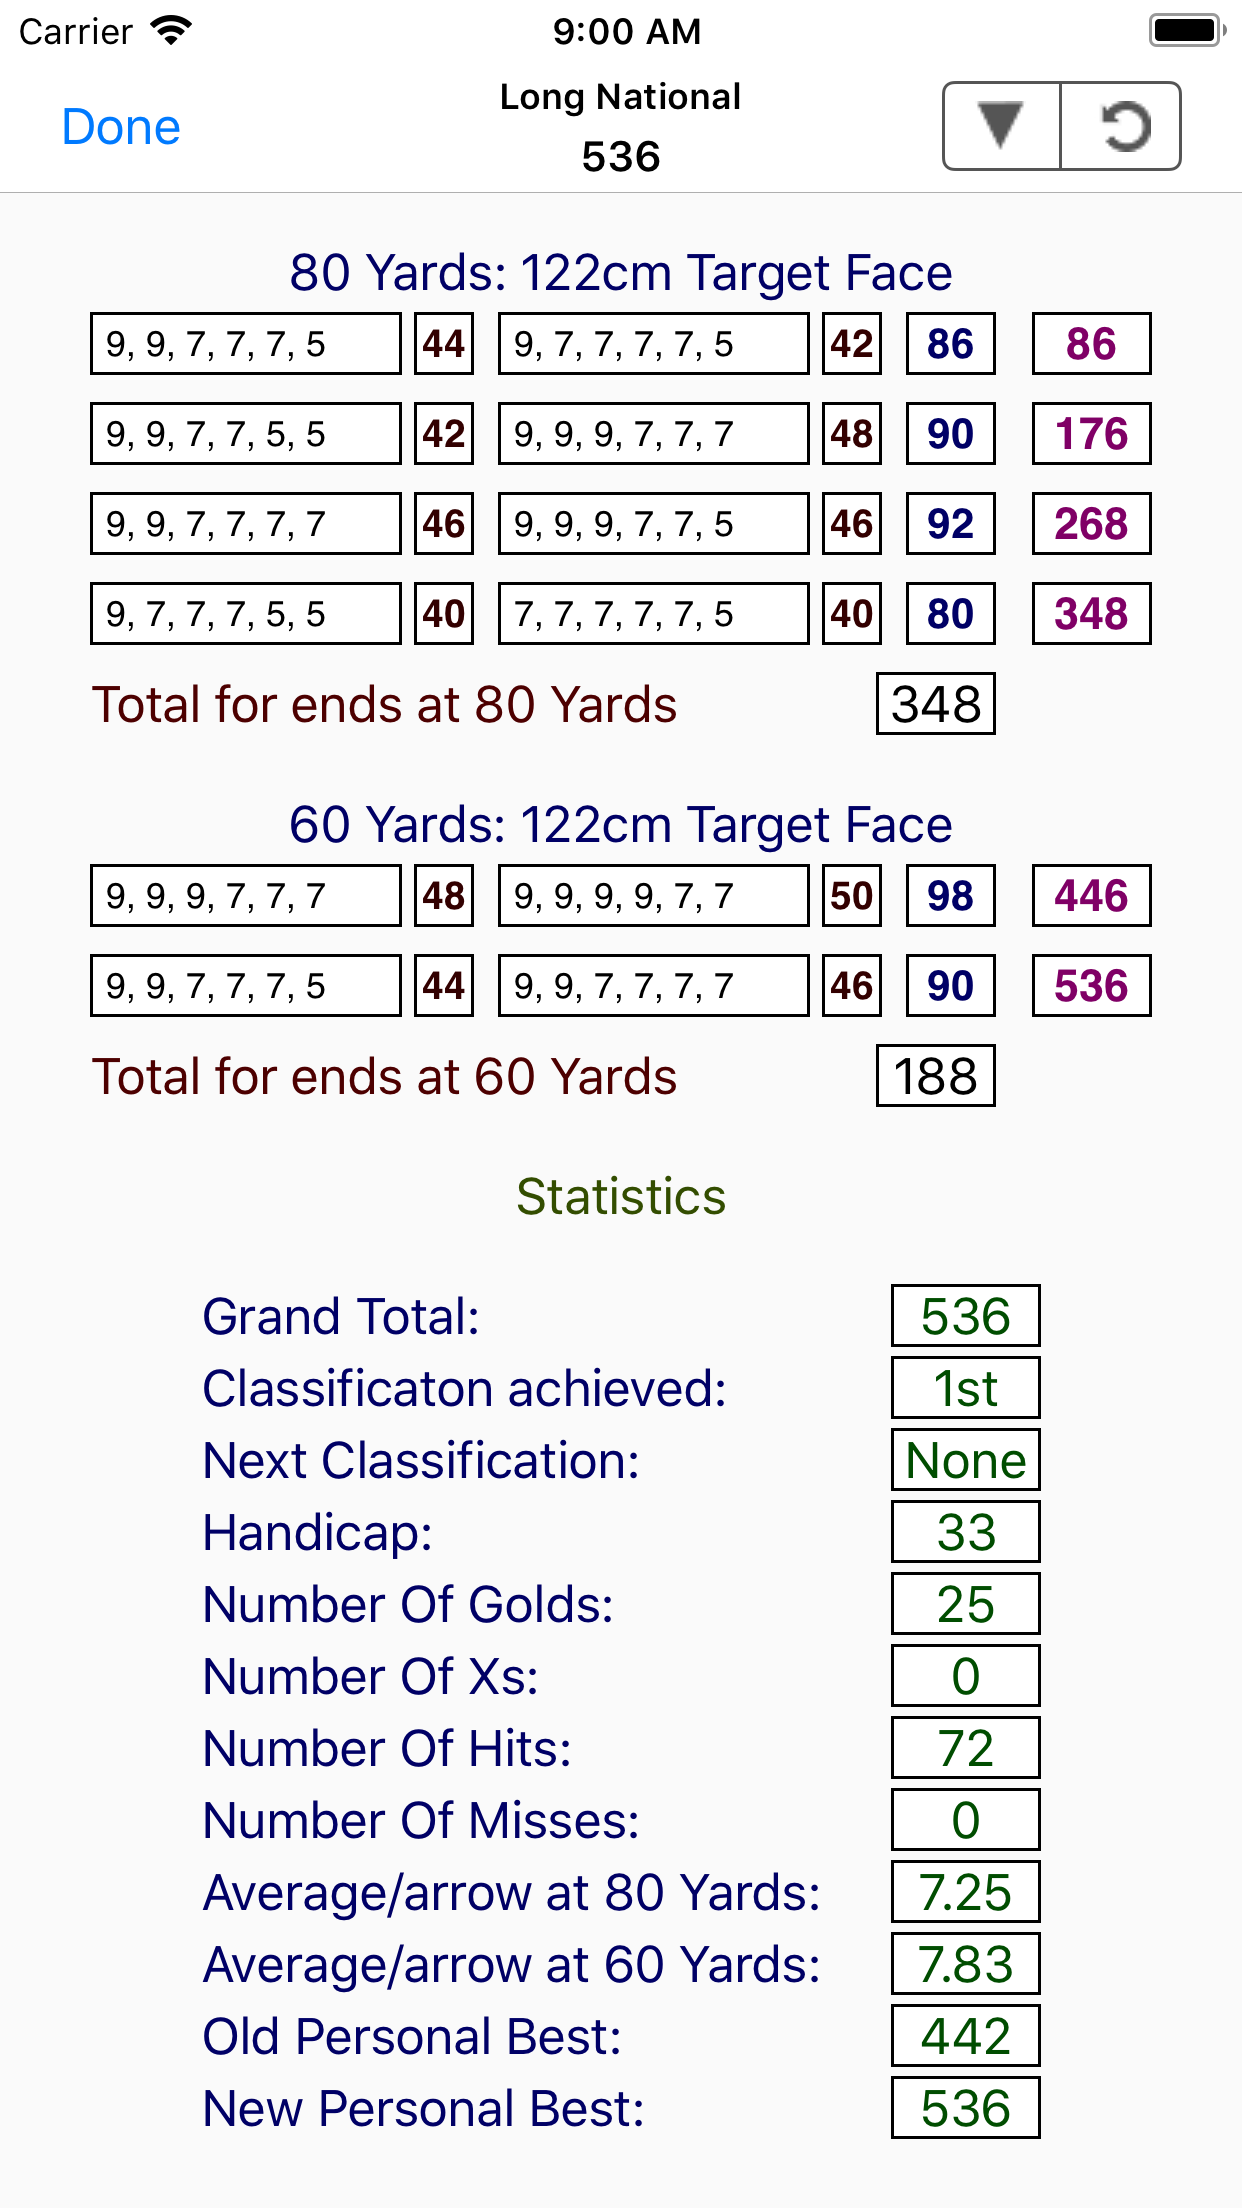 Carrier 9:00 AM
Long National
Done
536
80 Yards: 122cm Target Face
9, 9, 7, 7, 7, 5 44 9, 7, 7, 7, 7, 5 42 86 86
9, 9, 7, 7, 5, 5 42 9, 9, 9, 7, 7, 7 48 90 176
9, 9, 7, 7, 7, 7 46 9, 9, 9, 7, 7, 5 46 92 268
9, 7, 7, 7, 5, 5 40 7, 7, 7, 7, 7, 5 40 80 348
Total for ends at 80 Yards 348
60 Yards: 122cm Target Face
9, 9, 9, 7, 7, 7 48 9, 9, 9, 9, 7, 7 50 98 446
9, 9, 7, 7, 7, 5 44 9, 9, 7, 7, 7, 7 46 90 536
Total for ends at 60 Yards 188
Statistics
Grand Total: 536
Classificaton achieved: 1st
Next Classification: None
Handicap: 33
Number Of Golds: 25
Number Of Xs: 0
Number Of Hits: 72
Number Of Misses: 0
Average/arrow at 80 Yards: 7.25
Average/arrow at 60 Yards: 7.83
Old Personal Best: 442
New Personal Best: 536